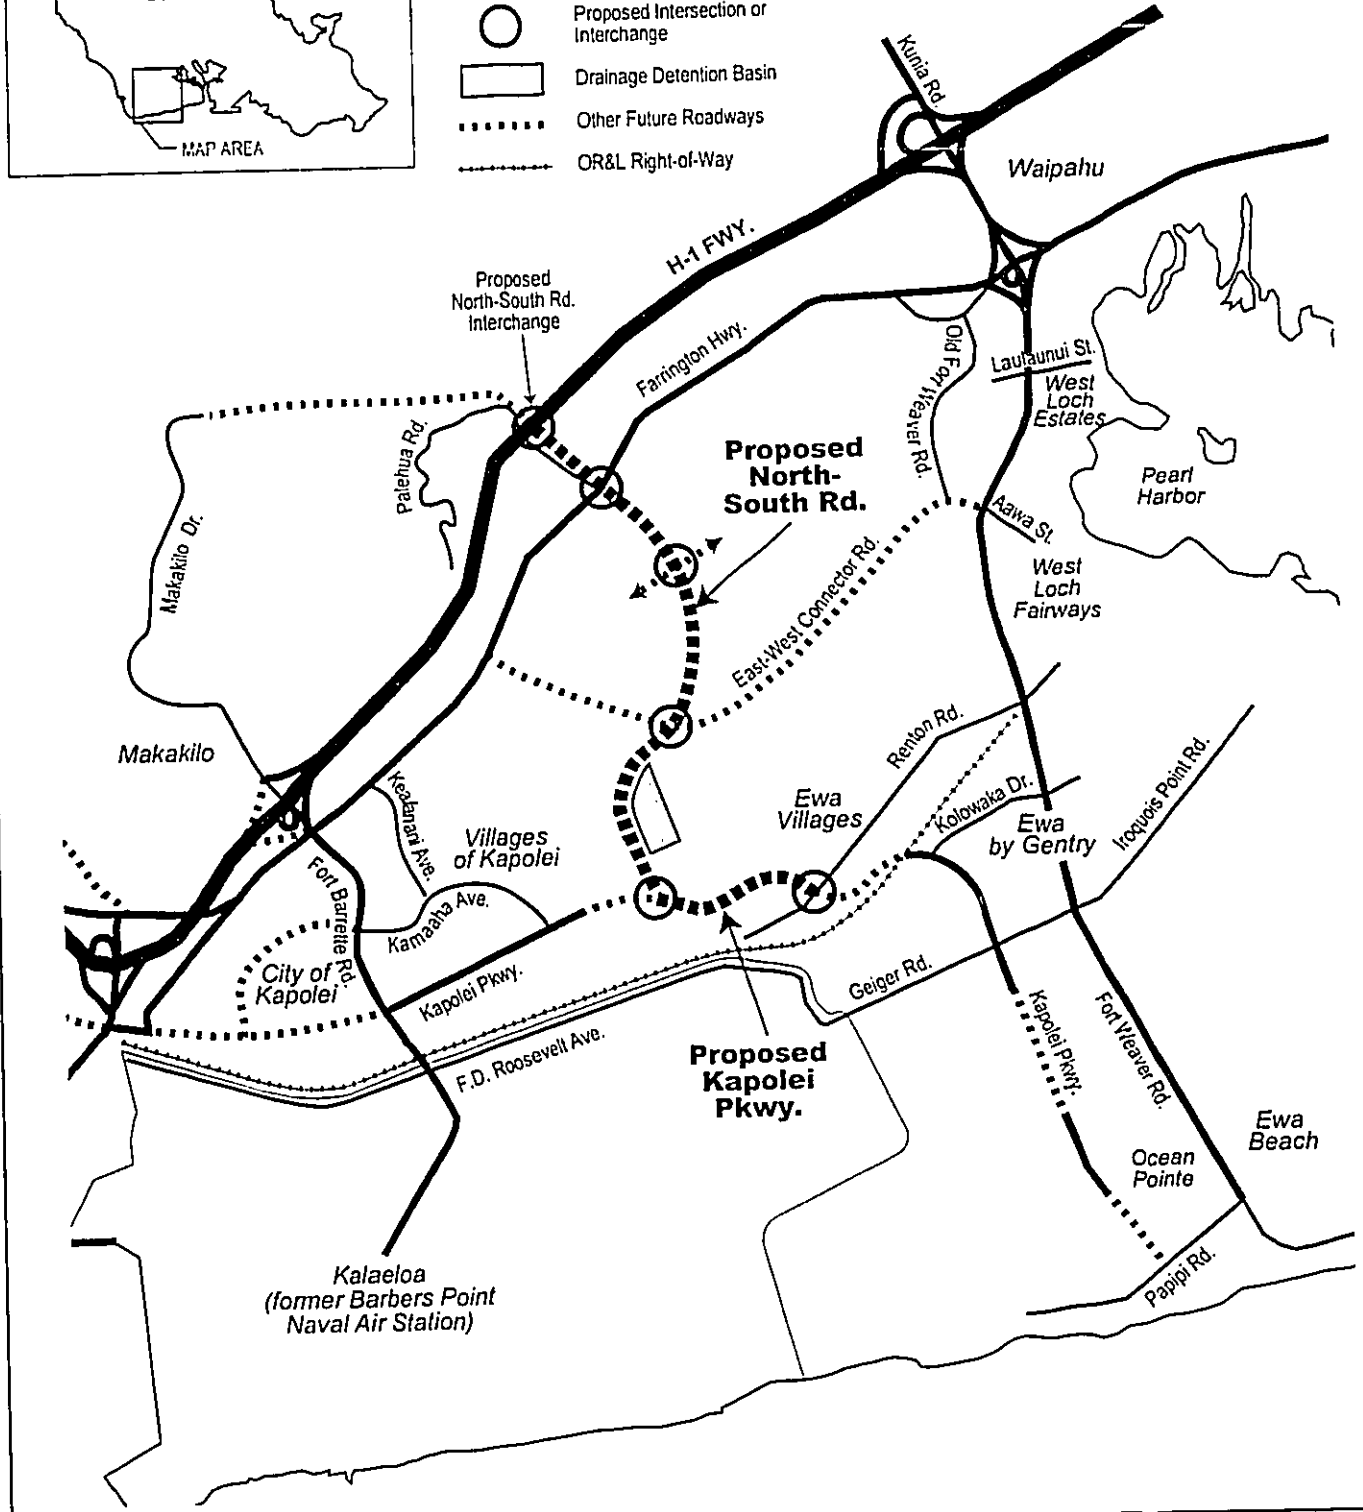 Proposed Intersection or
Interchange
Drainage Detention Basin
Other Future Roadways
OR&L Right-of-Way
MAP AREA
Kunia Rd.
Waipahu
H-1 FWY.
Proposed
North-South Rd.
Interchange
Farrington Hwy.
Old Fort Weaver Rd.
Laulaunui St.
West
Loch
Estates
Palehua Rd.
Proposed
North-
South Rd.
Pearl
Harbor
Makakilo Dr.
Aawa St.
West
Loch
Fairways
East-West Connector Rd.
Renton Rd.
Makakilo
Iroquois Point Rd.
Kealanani Ave.
Ewa
Villages
Kolowaka Dr.
Ewa
by Gentry
Villages
of Kapolei
Fort Barrette Rd.
Kamaaha Ave.
City of
Kapolei
Kapolei Pkwy.
Geiger Rd.
F.D. Roosevelt Ave.
Proposed
Kapolei
Pkwy.
Kapolei Pkwy.
Fort Weaver Rd.
Ewa
Beach
Ocean
Pointe
Papipi Rd.
Kalaeloa
(former Barbers Point
Naval Air Station)